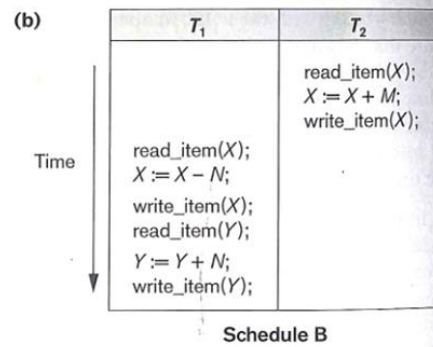 (b)
T1 T2
read_item(X);
X := X + M;
write_item(X);
Time
read_item(X);
X := X – N;
write_item(X);
read_item(Y);
Y := Y + N;
write_item(Y);
Schedule B